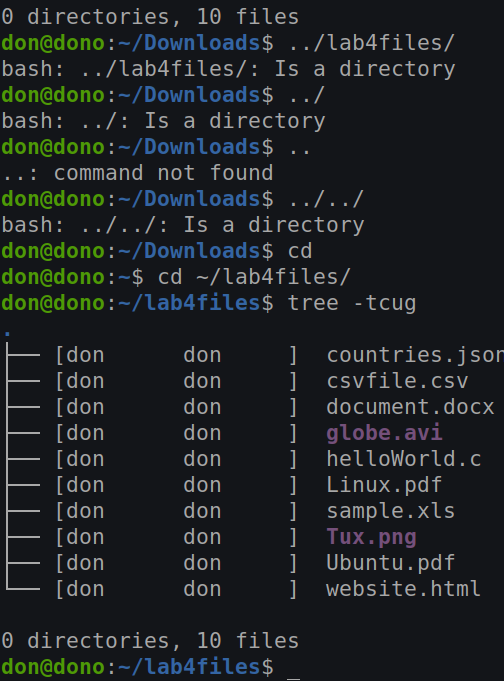 0 directories, 10 files
don@dono:~/Downloads$ ../lab4files/
bash: ../lab4files/: Is a directory
don@dono:~/Downloads$ ../
bash: ../: Is a directory
don@dono:~/Downloads$ ..
..: command not found
don@dono:~/Downloads$ ../../
bash: ../../: Is a directory
don@dono:~/Downloads$ cd
don@dono:~$ cd ~/lab4files/
don@dono:~/lab4files$ tree -tcug
.
├── [don      don     ]  countries.json
├── [don      don     ]  csvfile.csv
├── [don      don     ]  document.docx
├── [don      don     ]  globe.avi
├── [don      don     ]  helloWorld.c
├── [don      don     ]  Linux.pdf
├── [don      don     ]  sample.xls
├── [don      don     ]  Tux.png
├── [don      don     ]  Ubuntu.pdf
└── [don      don     ]  website.html
0 directories, 10 files
don@dono:~/lab4files$ _